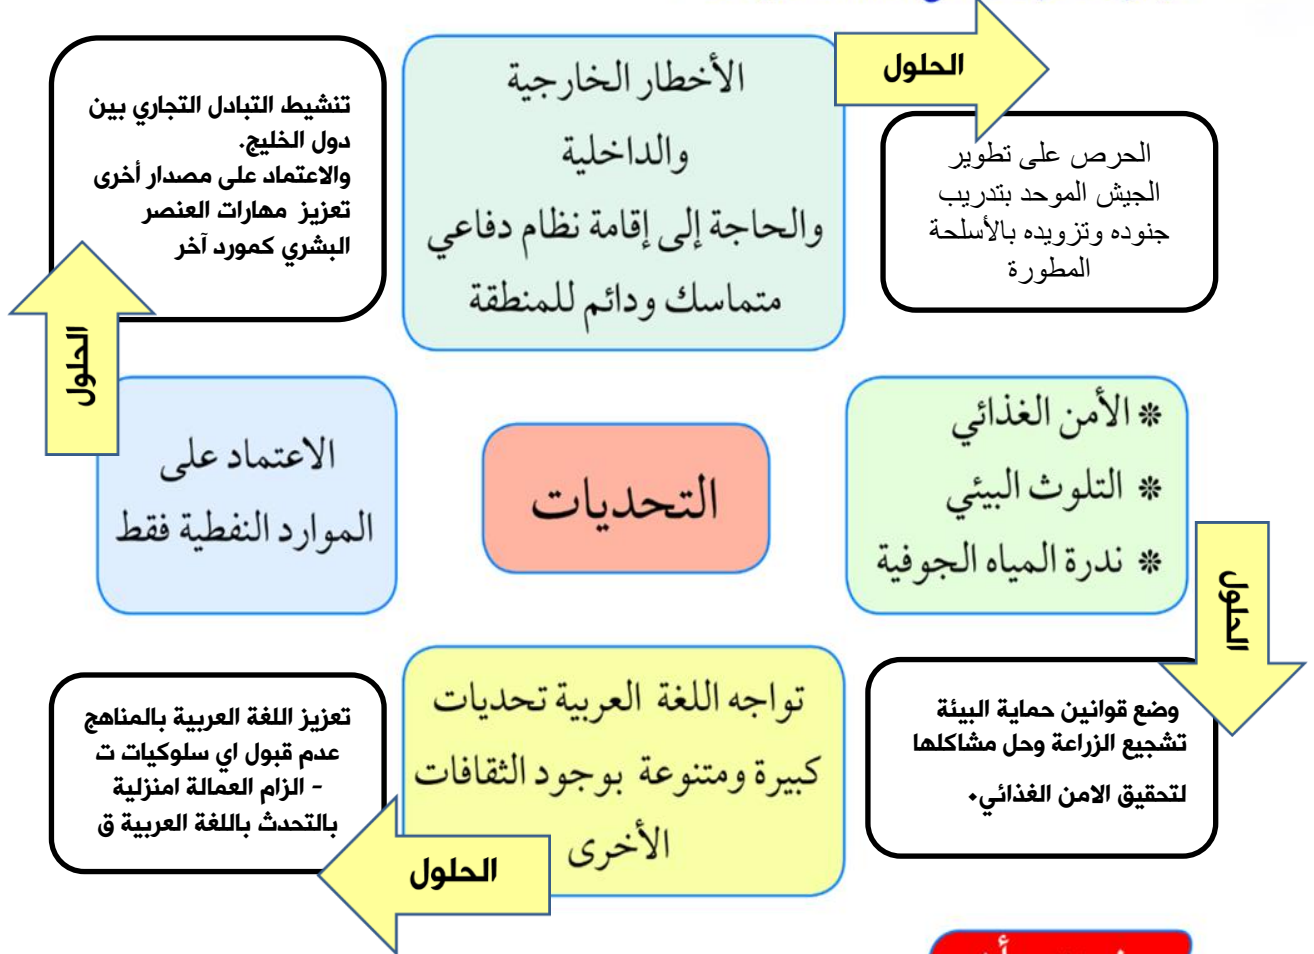 الحلول
الأخطار الخارجية
والداخلية
والحاجة إلى إقامة نظام دفاعي
متماسك ودائم للمنطقة
الحرص على تطوير
الجيش الموحد بتدريب
جنوده وتزويده بالأسلحة
المطورة
تنشيط التبادل التجاري بين
دول الخليج.
والاعتماد على مصدار أخرى
تعزيز مهارات العنصر
البشري كمورد آخر
الحلول
* الأمن الغذائي
* التلوث البيئي
* ندرة المياه الجوفية
التحديات
الاعتماد على
الموارد النفطية فقط
الحلول
وضع قوانين حماية البيئة
تشجيع الزراعة وحل مشاكلها
لتحقيق الامن الغذائي.
تواجه اللغة العربية تحديات
كبيرة ومتنوعة بوجود الثقافات
الأخرى
الحلول
تعزيز اللغة العربية بالمناهج
عدم قبول اي سلوكيات ت
- الزام العمالة امنزلية
بالتحدث باللغة العربية ق